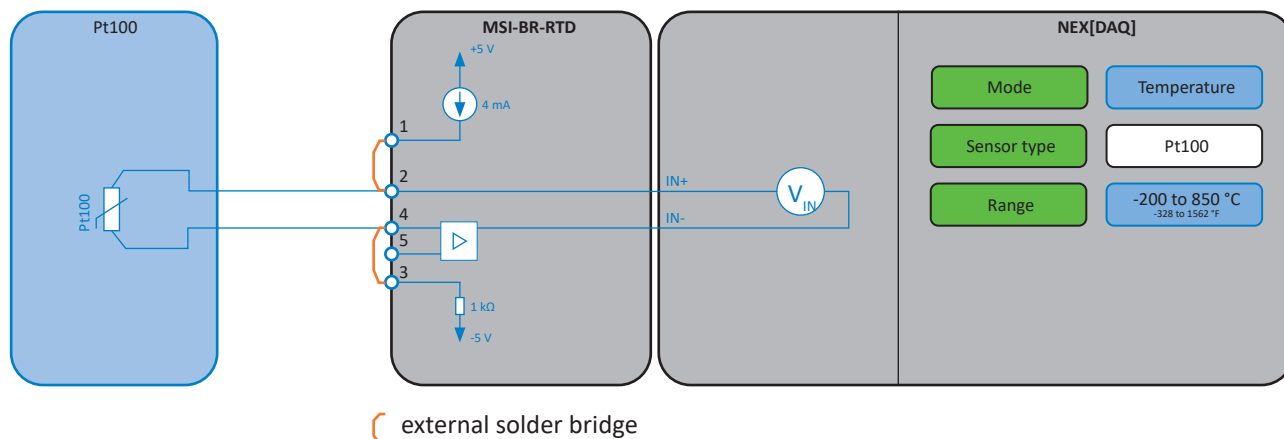 Pt100
MSI-BR-RTD
NEX[DAQ]
+5 V
4 mA
Mode
Temperature
1
Sensor type
Pt100
2
IN+
V
IN
Range
-200 to 850 °C
-328 to 1562 °F
Pt100
4
IN-
5
3
1 kΩ
-5 V
external solder bridge